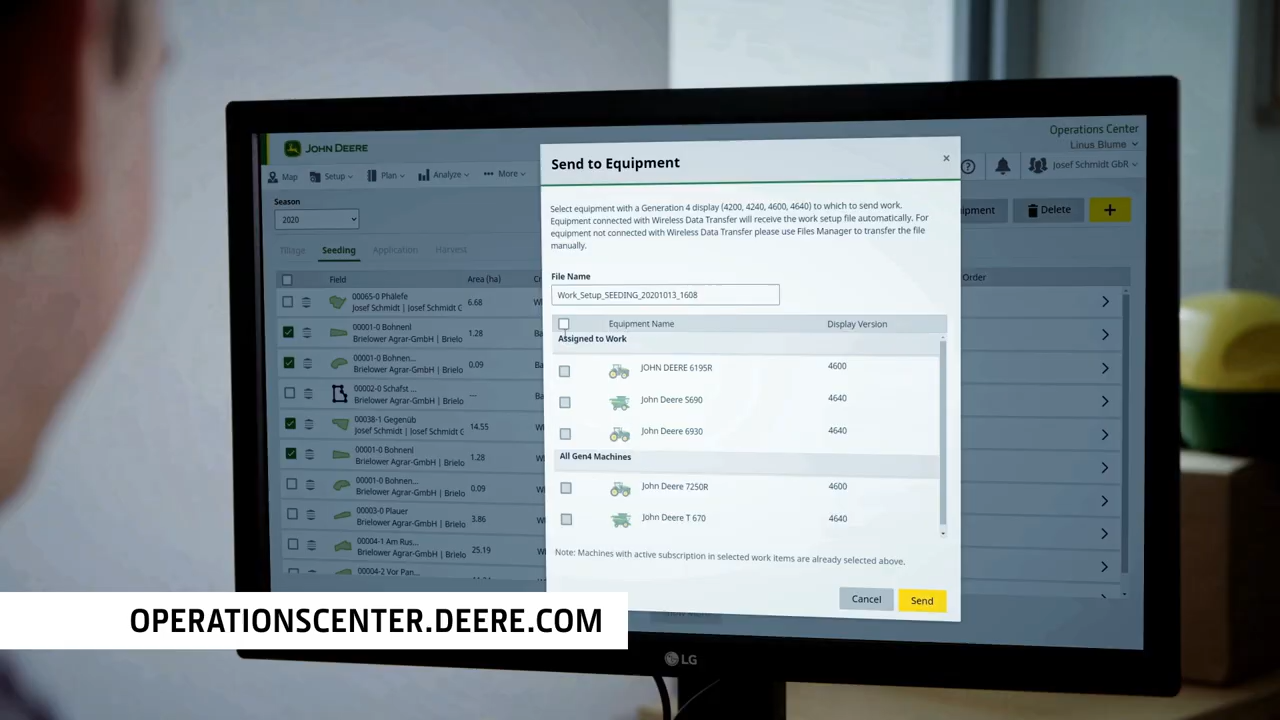 JOHN DEERE
Operations Center
Linus Blume
Josef Schmidt GbR
Map
Setup
Plan
Analyze
More
Season
2020
Delete
+
Tillage
Seeding
Application
Harvest
Field
Area (ha)
Order
00065-0 Phälefe
Josef Schmidt | Josef Schmidt G
6.68
00001-0 Bohnenl
Brielower Agrar-GmbH | Brielo
1.28
00001-0 Bohnen...
Brielower Agrar-GmbH | Brielo
0.09
00002-0 Schafst ...
Brielower Agrar-GmbH | Brielo
—
00038-1 Gegenüb
Josef Schmidt | Josef Schmidt G
14.55
00001-0 Bohnenl
Brielower Agrar-GmbH | Brielo
1.28
00001-0 Bohnen...
Brielower Agrar-GmbH | Brielo
0.09
00003-0 Plauer
Brielower Agrar-GmbH | Brielo
3.86
00004-1 Am Rus...
Brielower Agrar-GmbH | Brielo
25.19
00004-2 Vor Pan...
Send to Equipment
×
Select equipment with a Generation 4 display (4200, 4240, 4600, 4640) to which to send work.
Equipment connected with Wireless Data Transfer will receive the work setup file automatically. For
equipment not connected with Wireless Data Transfer please use Files Manager to transfer the file
manually.
File Name
Work_Setup_SEEDING_20201013_1608
Equipment Name
Display Version
Assigned to Work
JOHN DEERE 6195R
4600
John Deere S690
4640
John Deere 6930
4640
All Gen4 Machines
John Deere 7250R
4600
John Deere T 670
4640
Note: Machines with active subscription in selected work items are already selected above.
Cancel
Send
OPERATIONSCENTER.DEERE.COM
LG